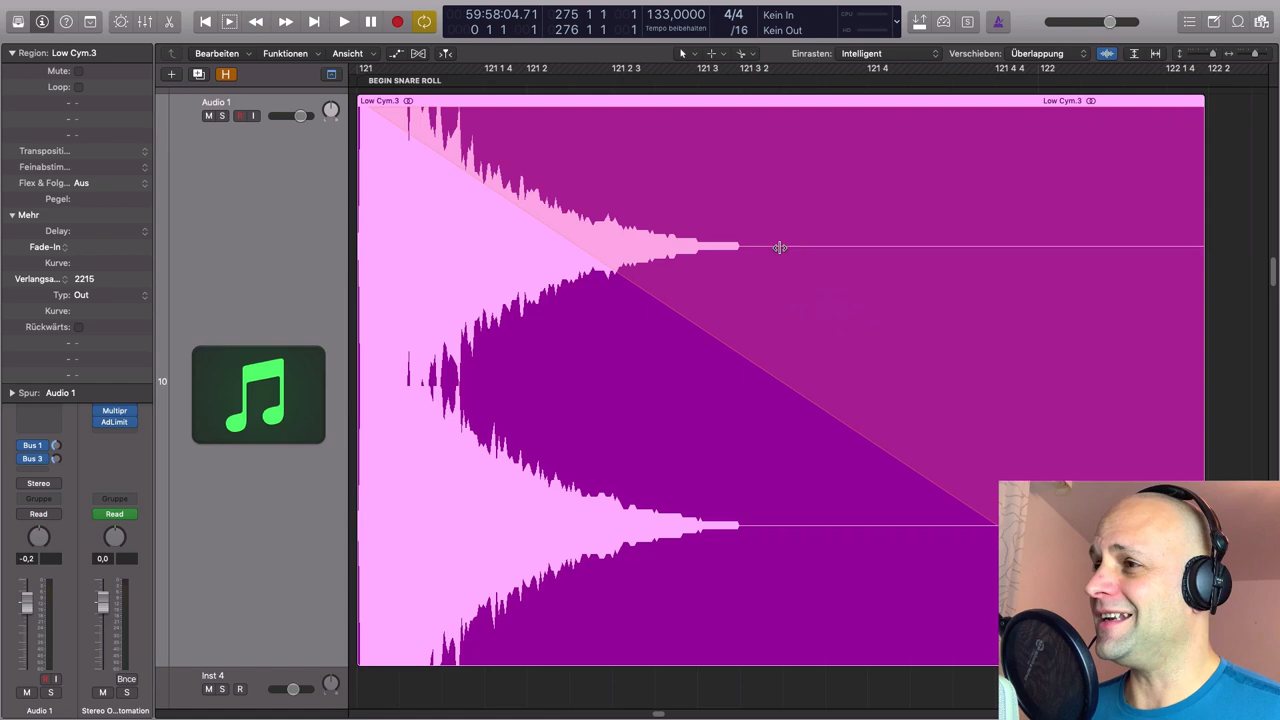 59:58:04.71
0 1 1 1
275 1 1
276 1 1
133,0000
Tempo beibehalten
4/4
/16
Kein In
Kein Out
CPU
Region: Low Cym.3
Bearbeiten
Funktionen
Ansicht
Einrasten: Intelligent
Verschieben: Überlappung
Mute:
Loop:
Transpositi...
Feinabstim...
Flex & Folg... Aus
Pegel:
Mehr
Delay:
Fade-In
Kurve:
Verlangsa... 2215
Typ: Out
Kurve:
Rückwärts:
Spur: Audio 1
H
121
121 1 4
121 2
121 2 3
121 3
121 3 2
121 4
121 4 4
122
122 1 4
122 2
BEGIN SNARE ROLL
Audio 1
M S R I
Low Cym.3
Low Cym.3
10
Multipr
AdLimit
Bus 1
Bus 3
Stereo
Gruppe
Gruppe
Read
Read
-0,2
0,0
R I
Bnce
M S
M S
Audio 1
Stereo O...tomation
Inst 4
M S R